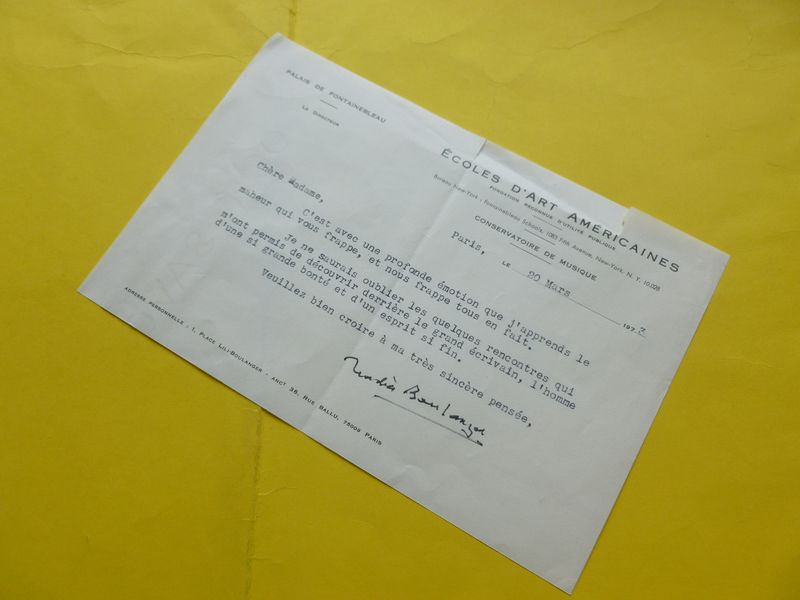 PALAIS DE FONTAINEBLEAU
LE DIRECTEUR
ÉCOLES D'ART AMERICAINES
FONDATION RECONNUE D'UTILITÉ PUBLIQUE
Bureau New-York - Fontainebleau Schools, 1083 Fifth Avenue, New-York, N. Y. 10028
CONSERVATOIRE DE MUSIQUE
Paris, LE 20 Mars 197
Chère Madame,
C'est avec une profonde émotion que j'apprends le
maheur qui vous frappe, et nous frappe tous en fait.
Je ne saurais oublier les quelques rencontres qui
m'ont permis de découvrir derrière le grand écrivain, l'homme
d'une si grande bonté et d'un esprit si fin.
Veuillez bien croire à ma très sincère pensée,
Nadia Boulanger
ADRESSE PERSONNELLE : 1, PLACE LILI-BOULANGER - ANCT 36, RUE BALLU, 75009 PARIS